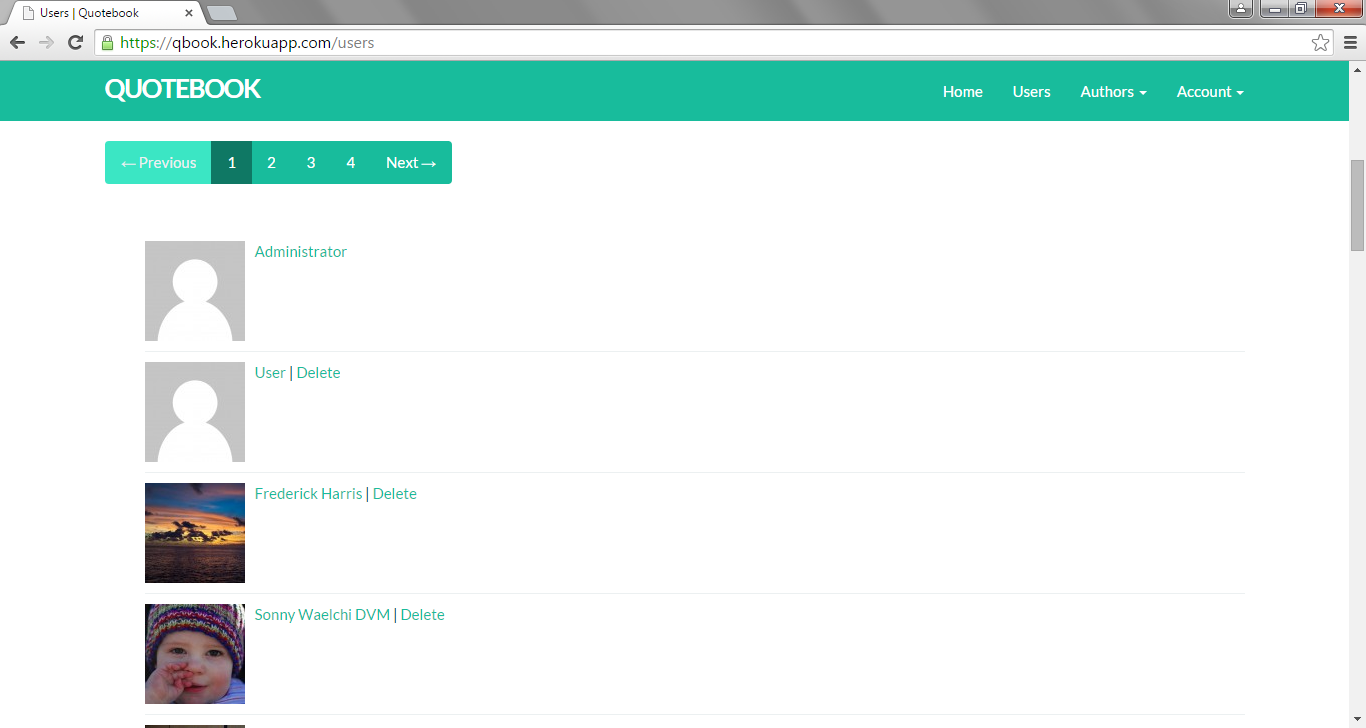 Users | Quotebook
https://qbook.herokuapp.com/users
QUOTEBOOK
Home Users Authors Account
← Previous 1 2 3 4 Next →
Administrator
User | Delete
Frederick Harris | Delete
Sonny Waelchi DVM | Delete